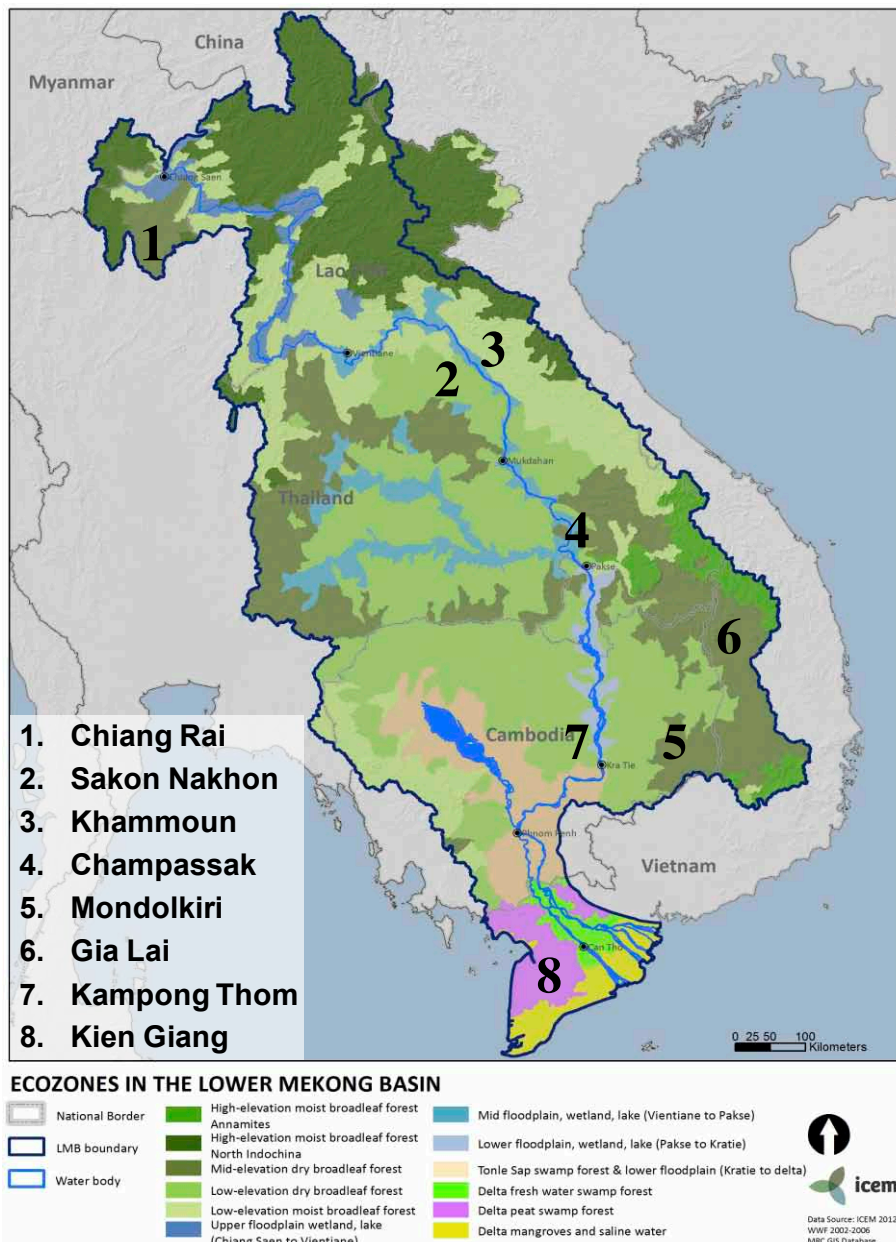 China
Myanmar
Chiang Saen
1
Lao PDR
3
Vientiane
2
Mukdahan
Thailand
4
Pakse
6
Cambodia
7
5
Kra Tie
Phnom Penh
Vietnam
Can Tho
8
1. Chiang Rai
2. Sakon Nakhon
3. Khammoun
4. Champassak
5. Mondolkiri
6. Gia Lai
7. Kampong Thom
8. Kien Giang
0 25 50 100
Kilometers
ECOZONES IN THE LOWER MEKONG BASIN
National Border
LMB boundary
Water body
High-elevation moist broadleaf forest
Annamites
High-elevation moist broadleaf forest
North Indochina
Mid-elevation dry broadleaf forest
Low-elevation dry broadleaf forest
Low-elevation moist broadleaf forest
Upper floodplain wetland, lake
(Chiang Saen to Vientiane)
Mid floodplain, wetland, lake (Vientiane to Pakse)
Lower floodplain, wetland, lake (Pakse to Kratie)
Tonle Sap swamp forest & lower floodplain (Kratie to delta)
Delta fresh water swamp forest
Delta peat swamp forest
Delta mangroves and saline water
icem
Data Source: ICEM 2012
WWF 2002-2006
MRC GIS Database